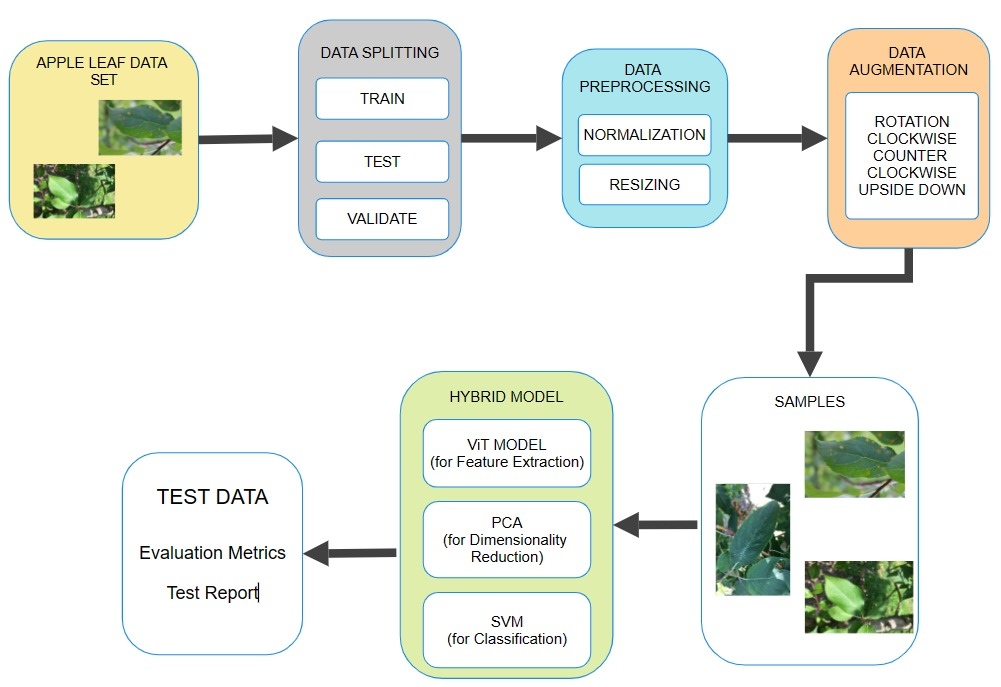 APPLE LEAF DATA
SET
DATA SPLITTING
TRAIN
TEST
VALIDATE
DATA
PREPROCESSING
NORMALIZATION
RESIZING
DATA
AUGMENTATION
ROTATION
CLOCKWISE
COUNTER
CLOCKWISE
UPSIDE DOWN
SAMPLES
HYBRID MODEL
ViT MODEL
(for Feature Extraction)
PCA
(for Dimensionality
Reduction)
SVM
(for Classification)
TEST DATA
Evaluation Metrics
Test Report